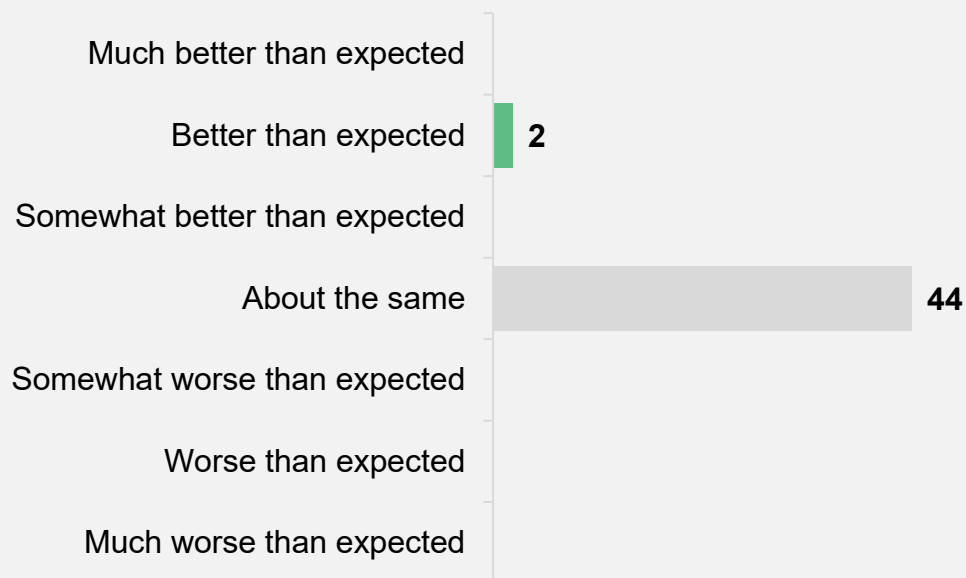 Much better than expected
Better than expected 2
Somewhat better than expected
About the same 44
Somewhat worse than expected
Worse than expected
Much worse than expected